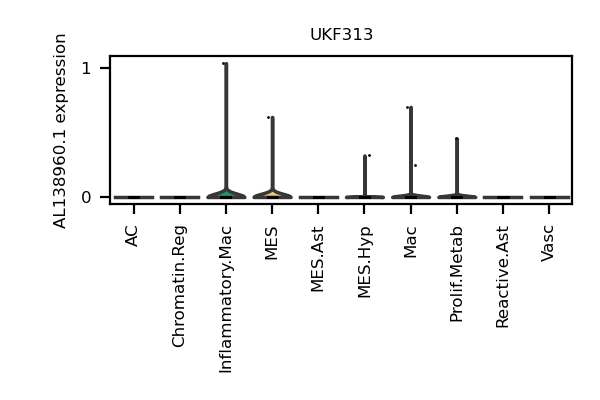 UKF313
AL138960.1 expression
1
0
AC
Chromatin.Reg
Inflammatory.Mac
MES
MES.Ast
MES.Hyp
Mac
Prolif.Metab
Reactive.Ast
Vasc